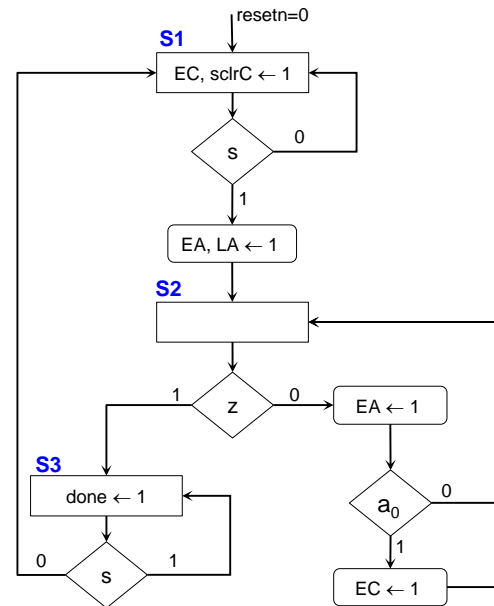 resetn=0
S1
EC, sclrC ← 1
s
0
1
EA, LA ← 1
S2
z
1
0
EA ← 1
S3
done ← 1
a0
0
1
s
0
1
EC ← 1